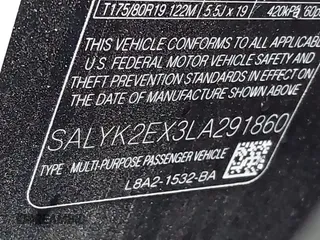 T175/80R19 122M 5.5J x 19 420kPa 60psi
THIS VEHICLE CONFORMS TO ALL APPLICABLE
U.S. FEDERAL MOTOR VEHICLE SAFETY
AND THEFT PREVENTION STANDARDS IN EFFECT ON
THE DATE OF MANUFACTURE SHOWN ABOVE.
SALYK2EX3LA291860
TYPE: MULTI-PURPOSE PASSENGER VEHICLE
L8A2-1532-BA